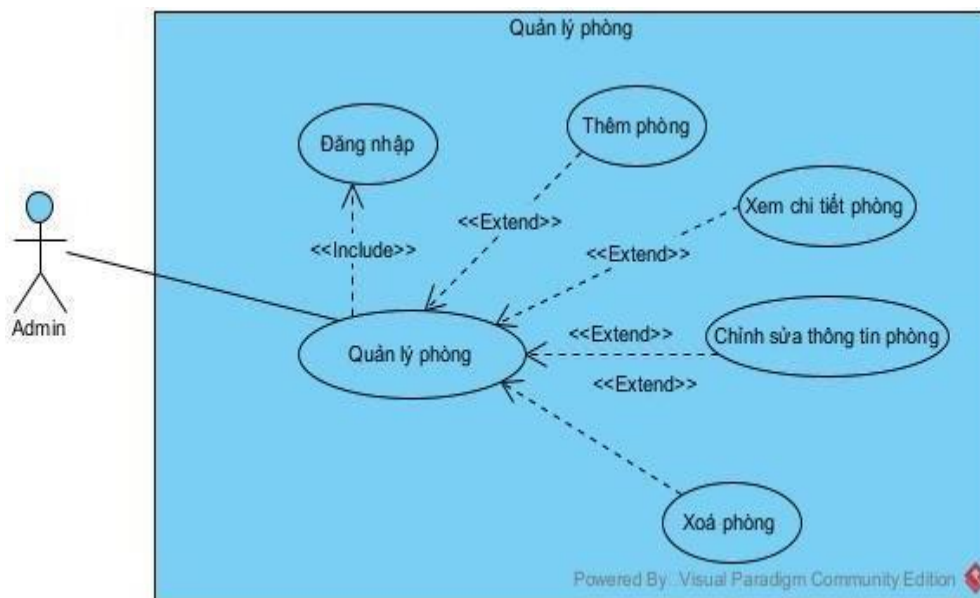 Quản lý phòng
Đăng nhập
Thêm phòng
<<Extend>>
Xem chi tiết phòng
<<Include>>
<<Extend>>
Admin
Quản lý phòng
<<Extend>>
Chỉnh sửa thông tin phòng
<<Extend>>
Xoá phòng
Powered By Visual Paradigm Community Edition